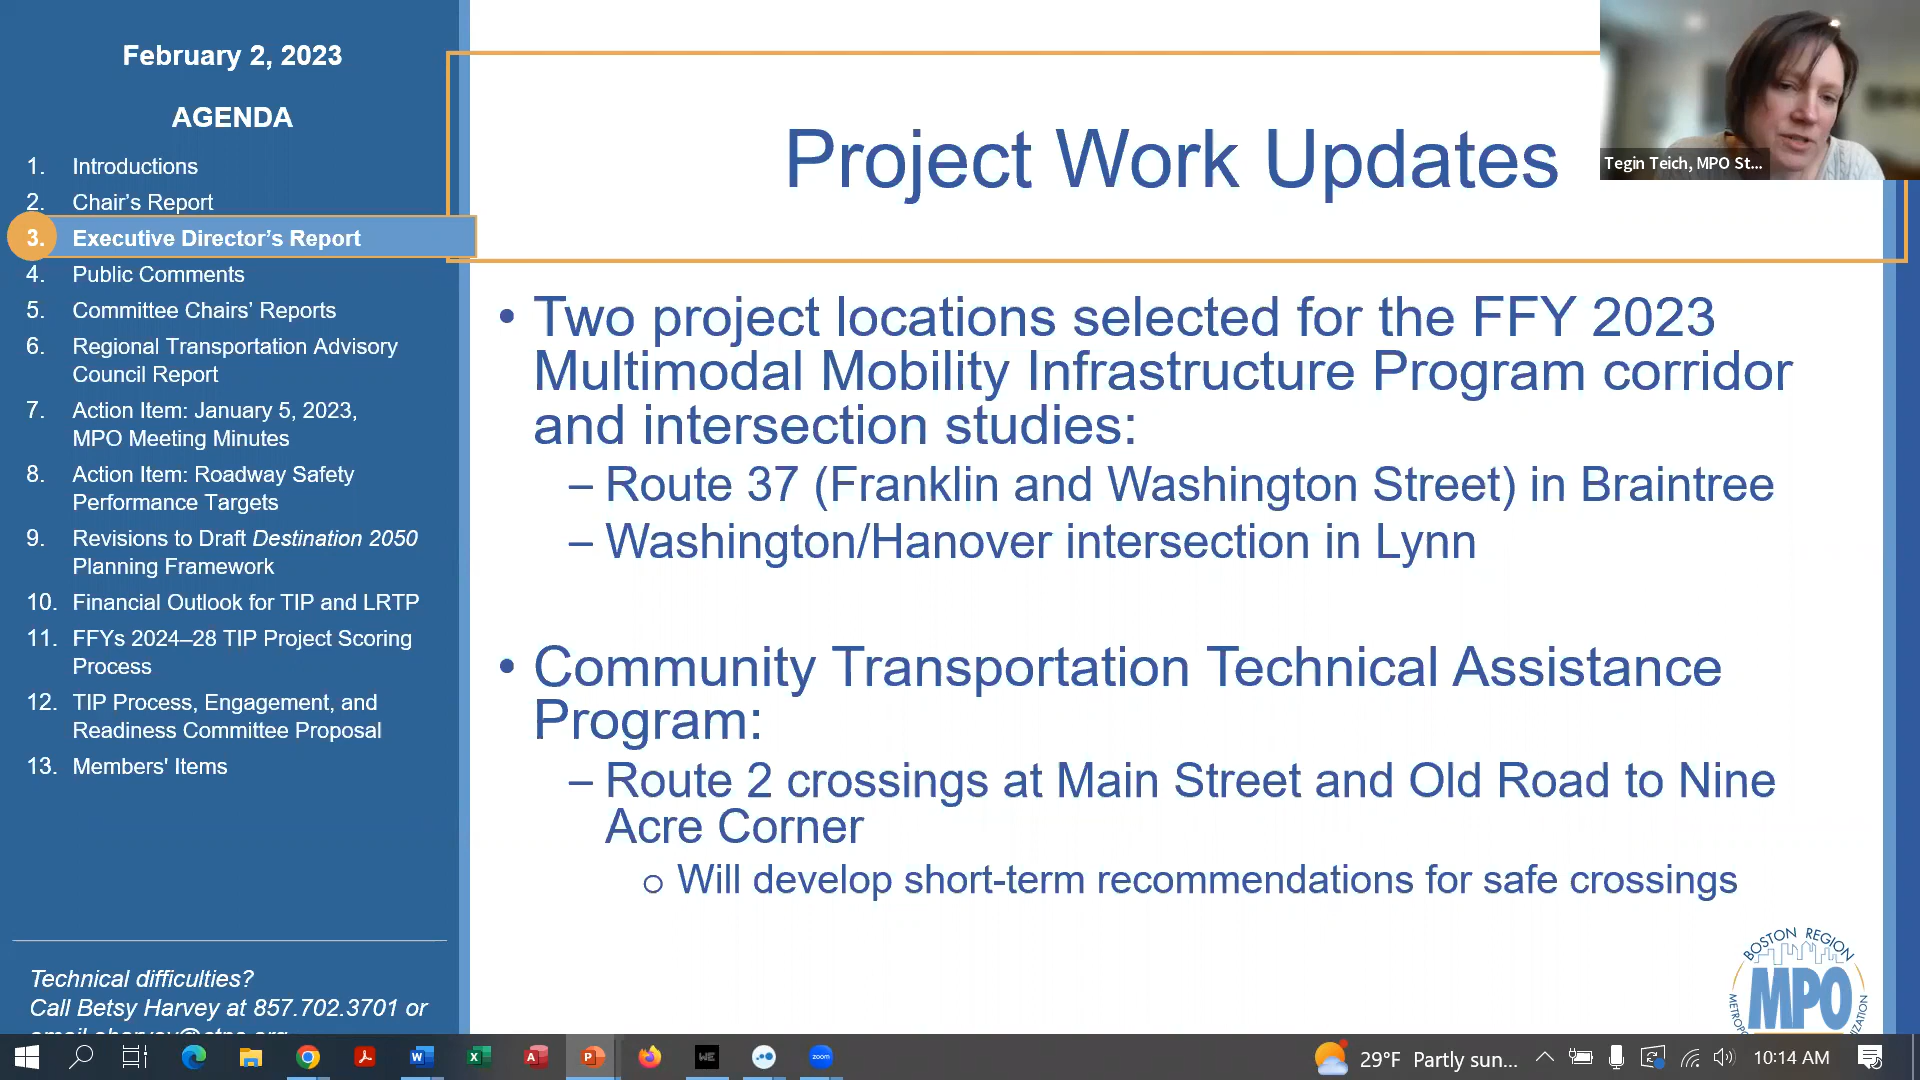 February 2, 2023
AGENDA
1. Introductions
2. Chair's Report
3. Executive Director's Report
4. Public Comments
5. Committee Chairs' Reports
6. Regional Transportation Advisory
Council Report
7. Action Item: January 5, 2023,
MPO Meeting Minutes
8. Action Item: Roadway Safety
Performance Targets
9. Revisions to Draft Destination 2050
Planning Framework
10. Financial Outlook for TIP and LRTP
11. FFYs 2024–28 TIP Project Scoring
Process
12. TIP Process, Engagement, and
Readiness Committee Proposal
13. Members' Items
Technical difficulties?
Call Betsy Harvey at 857.702.3701 or
Project Work Updates
Tegin Teich, MPO St...
• Two project locations selected for the FFY 2023
Multimodal Mobility Infrastructure Program corridor
and intersection studies:
– Route 37 (Franklin and Washington Street) in Braintree
– Washington/Hanover intersection in Lynn
• Community Transportation Technical Assistance
Program:
– Route 2 crossings at Main Street and Old Road to Nine
Acre Corner
o Will develop short-term recommendations for safe crossings
BOSTON REGION
MPO
29°F Partly sun...
10:14 AM